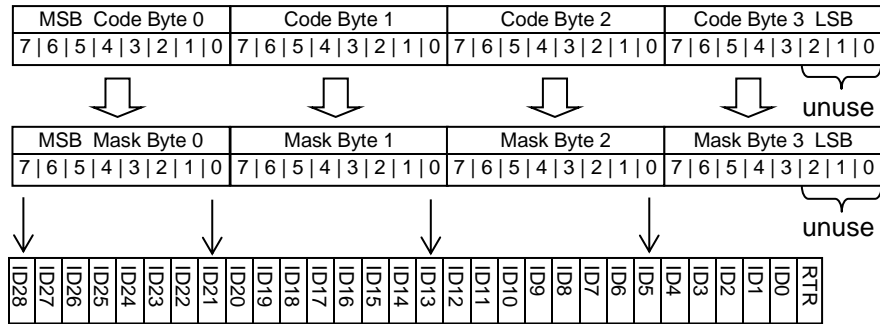 MSB Code Byte 0 Code Byte 1 Code Byte 2 Code Byte 3 LSB
7 | 6 | 5 | 4 | 3 | 2 | 1 | 0 7 | 6 | 5 | 4 | 3 | 2 | 1 | 0 7 | 6 | 5 | 4 | 3 | 2 | 1 | 0 7 | 6 | 5 | 4 | 3 | 2 | 1 | 0
unuse
MSB Mask Byte 0 Mask Byte 1 Mask Byte 2 Mask Byte 3 LSB
7 | 6 | 5 | 4 | 3 | 2 | 1 | 0 7 | 6 | 5 | 4 | 3 | 2 | 1 | 0 7 | 6 | 5 | 4 | 3 | 2 | 1 | 0 7 | 6 | 5 | 4 | 3 | 2 | 1 | 0
unuse
ID28 ID27 ID26 ID25 ID24 ID23 ID22 ID21 ID20 ID19 ID18 ID17 ID16 ID15 ID14 ID13 ID12 ID11 ID10 ID9 ID8 ID7 ID6 ID5 ID4 ID3 ID2 ID1 ID0 RTR